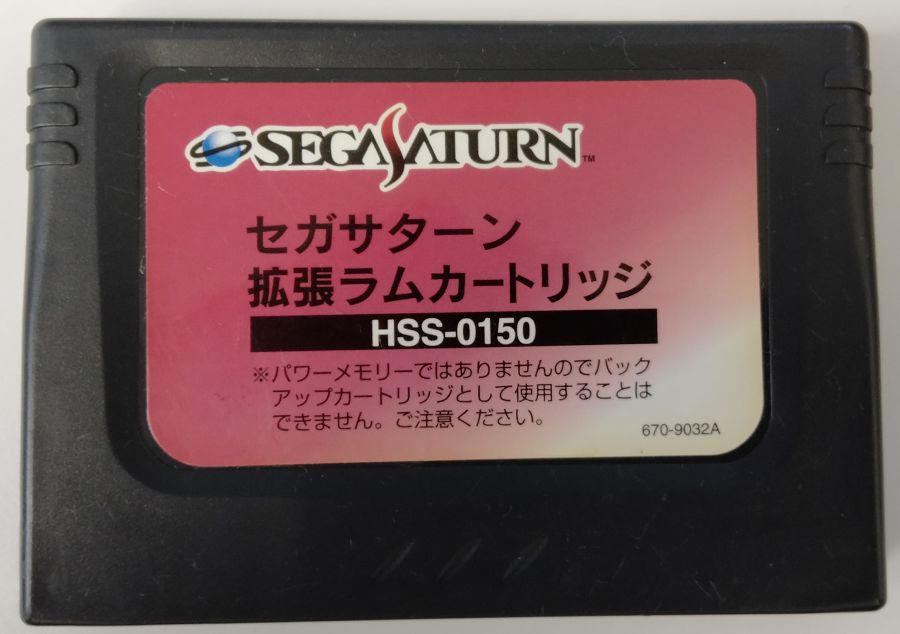 SEGA SATURN™
セガサターン
拡張ラムカートリッジ
HSS-0150
※パワーメモリーではありませんのでバック
アップカートリッジとして使用することは
できません。ご注意ください。
670-9032A